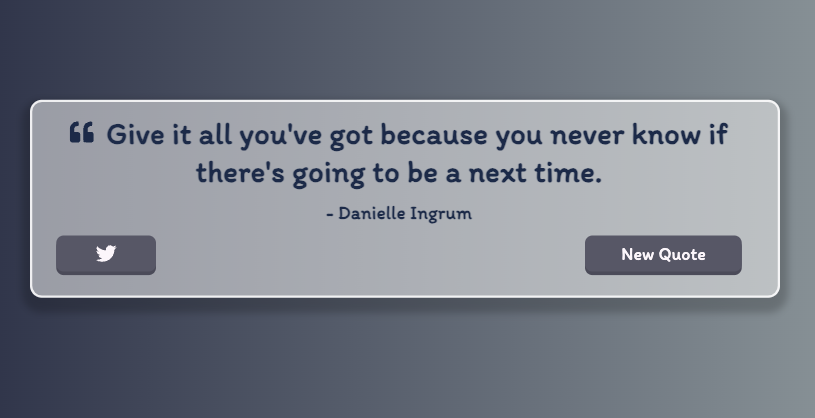 Give it all you've got because you never know if
there's going to be a next time.
- Danielle Ingrum
New Quote